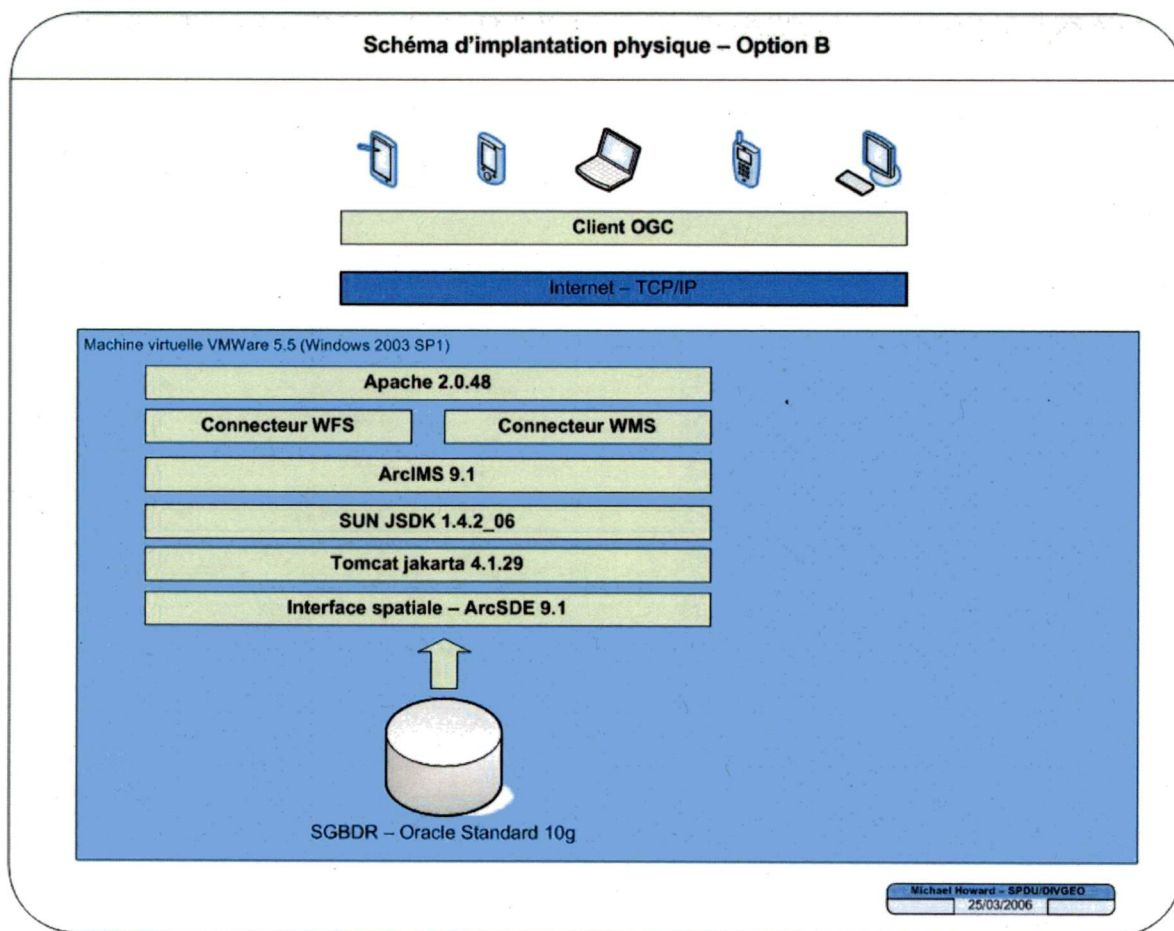 Schéma d'implantation physique – Option B
Client OGC
Internet – TCP/IP
Machine virtuelle VMWare 5.5 (Windows 2003 SP1)
Apache 2.0.48
Connecteur WFS
Connecteur WMS
ArcIMS 9.1
SUN JSDK 1.4.2_06
Tomcat jakarta 4.1.29
Interface spatiale – ArcSDE 9.1
SGBDR – Oracle Standard 10g
Michael Howard – SPDU/DIVGEO
25/03/2006